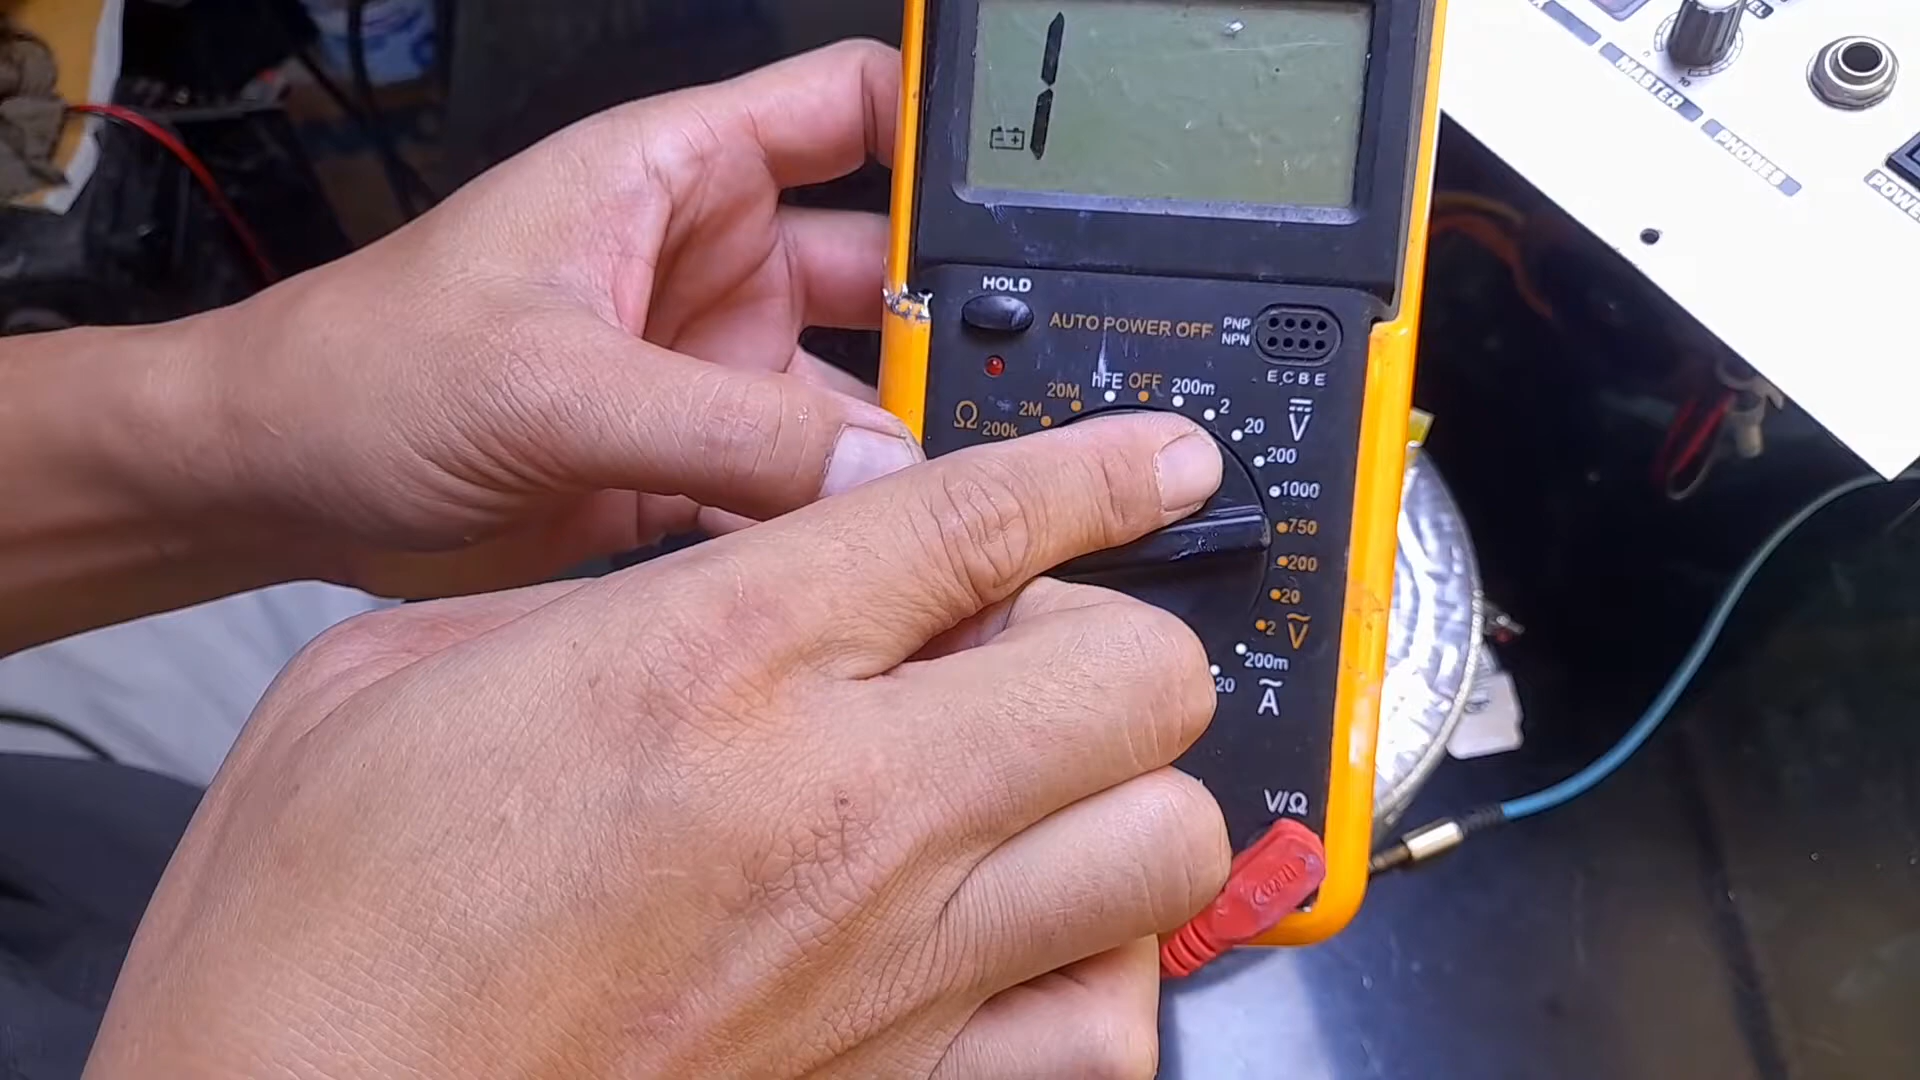 1
HOLD
AUTO POWER OFF
PNP
NPN
E C B E
20M
hFE
OFF
200m
2
Ω
2M
200k
20
V
200
1000
750
200
20
2
V
200m
20
A
V/Ω
MASTER
PHONES